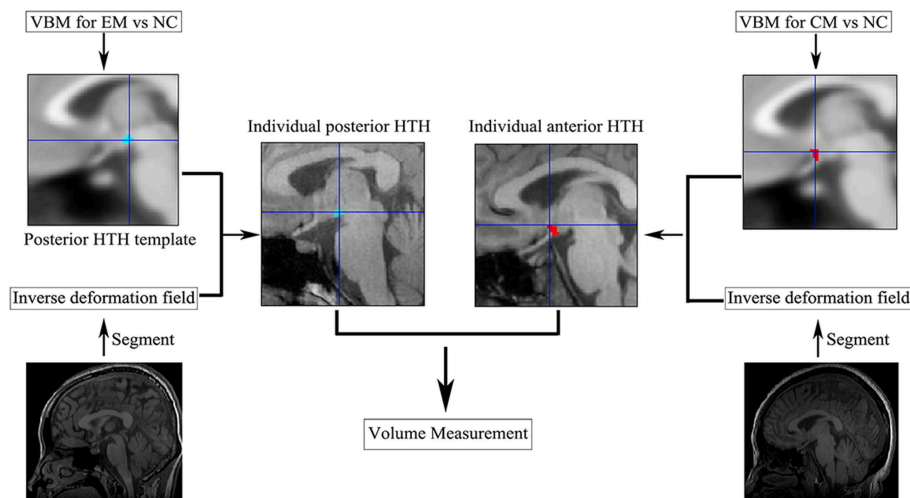 VBM for EM vs NC
VBM for CM vs NC
Individual posterior HTH
Individual anterior HTH
Posterior HTH template
Inverse deformation field
Inverse deformation field
Segment
Segment
Volume Measurement